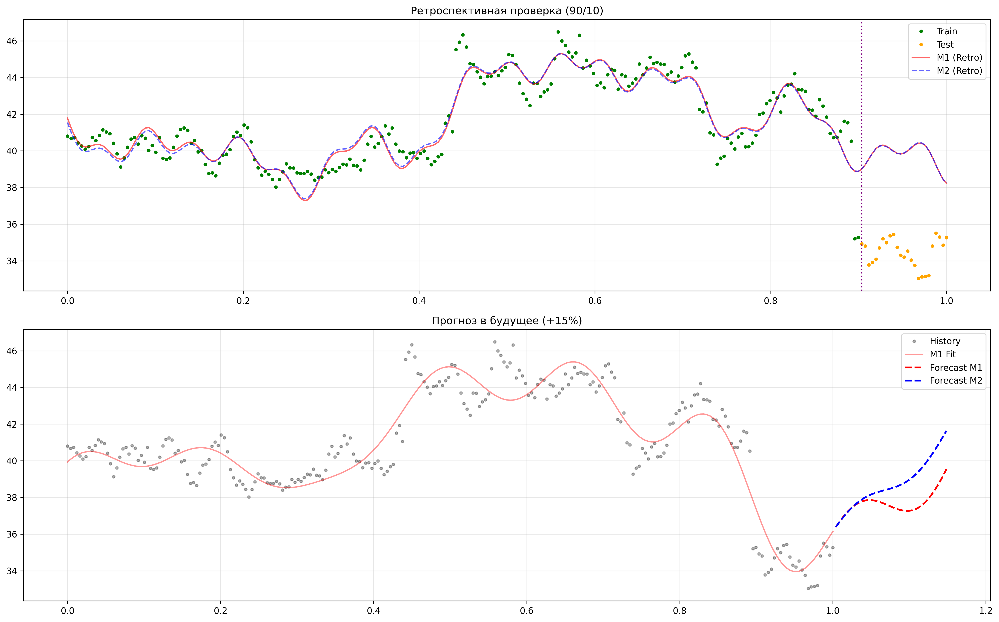 Ретроспективная проверка (90/10)
46
44
42
40
38
36
34
0.0
0.2
0.4
0.6
0.8
1.0
Train
Test
M1 (Retro)
M2 (Retro)
Прогноз в будущее (+15%)
46
44
42
40
38
36
34
0.0
0.2
0.4
0.6
0.8
1.0
1.2
History
M1 Fit
Forecast M1
Forecast M2